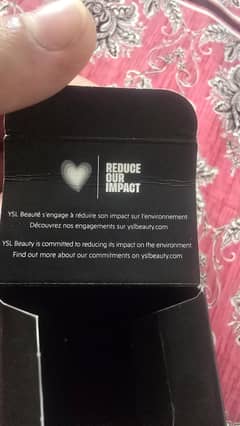 REDUCE
OUR
IMPACT
YSL Beauté s'engage à réduire son impact sur l'environnement
Découvrez nos engagements sur yslbeauty.com
YSL Beauty is committed to reducing its impact on the environment
Find out more about our commitments on yslbeauty.com